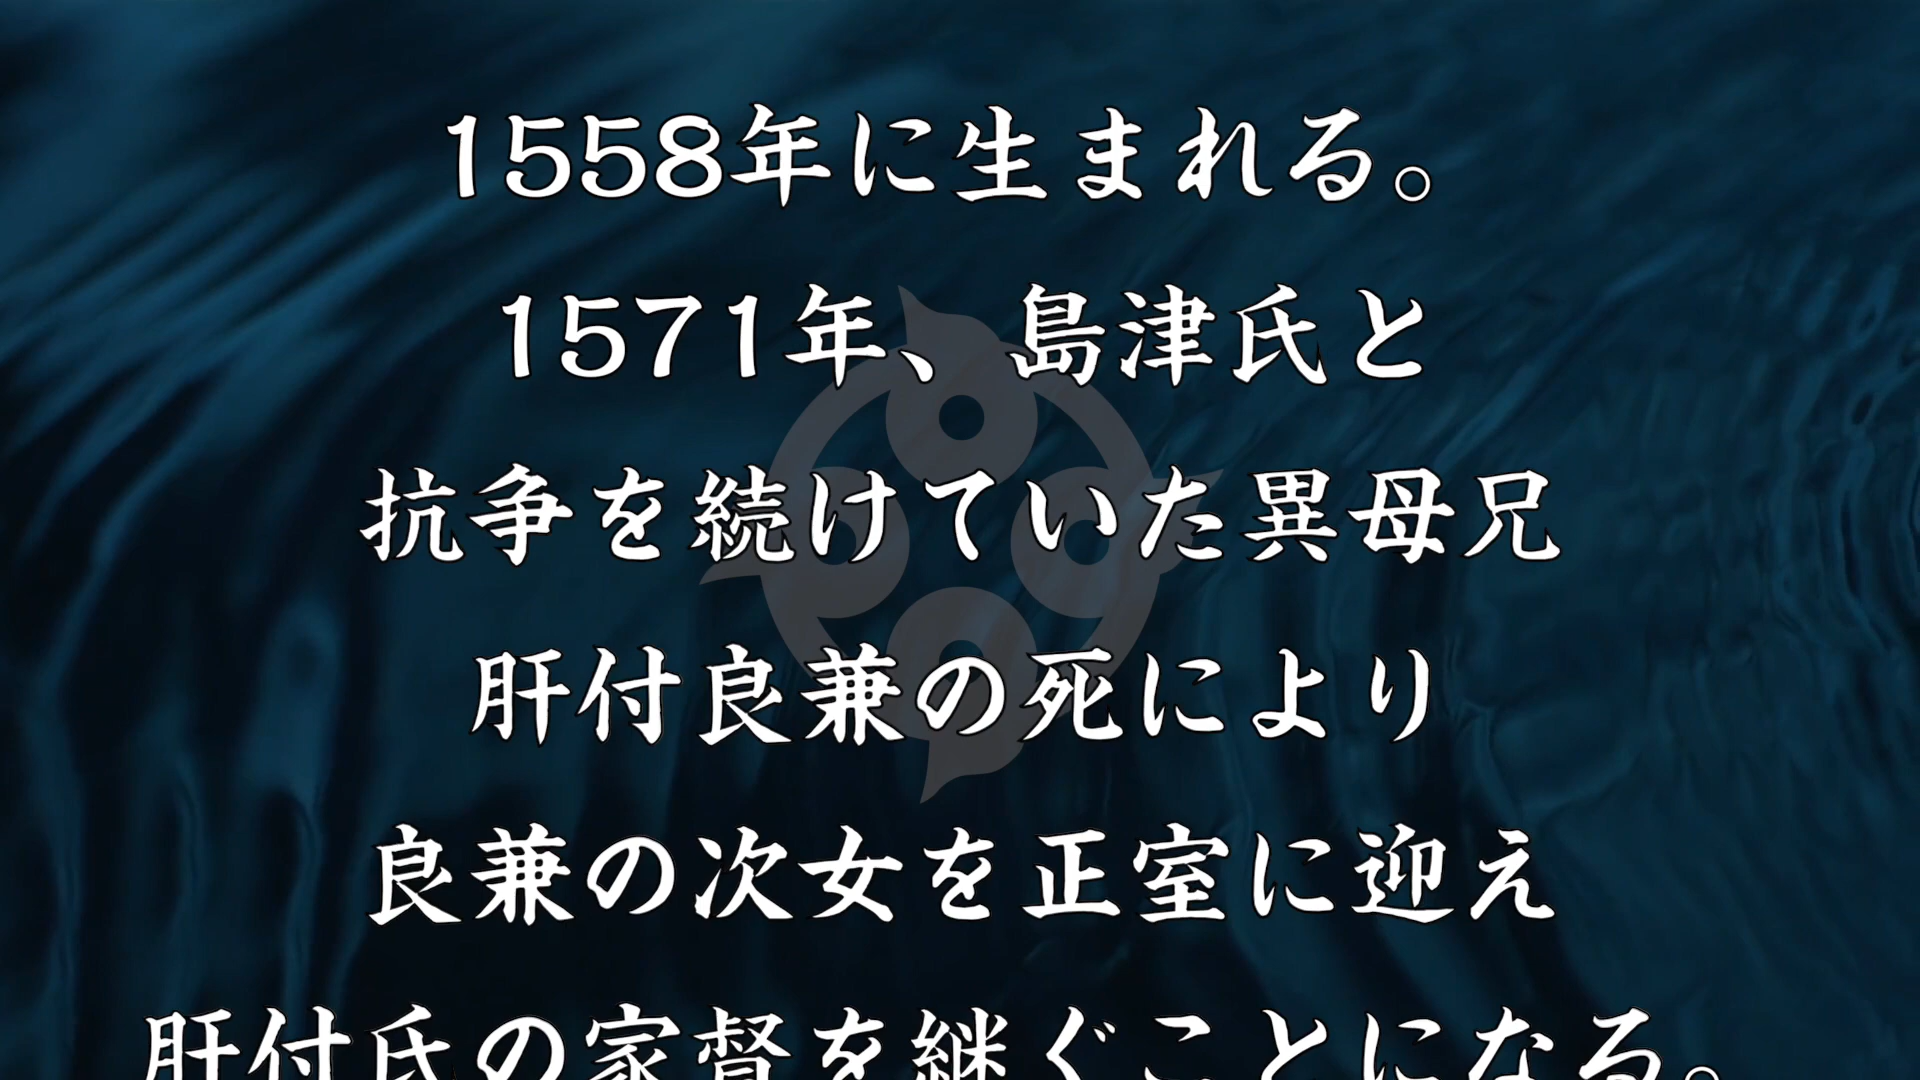 1558年に生まれる。
1571年、島津氏と
抗争を続けていた異母兄
肝付良兼の死により
良兼の次女を正室に迎え
肝付氏の家督を継ぐことになる。